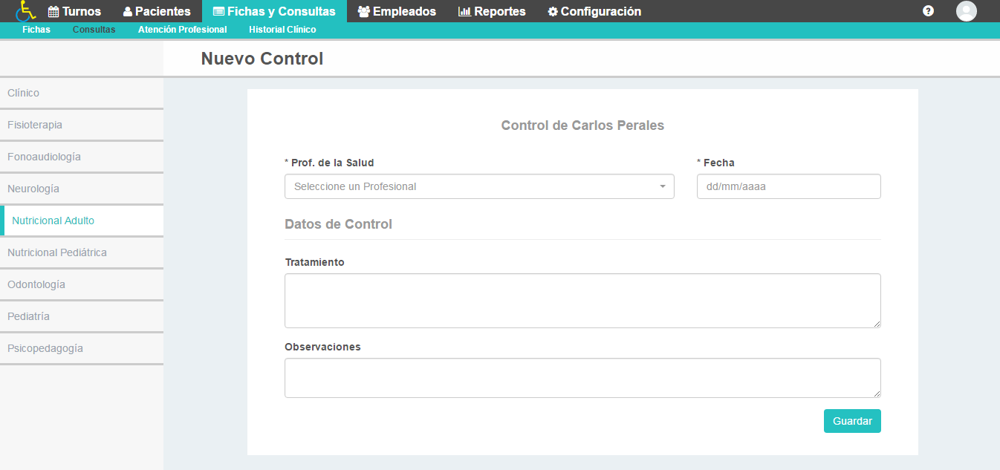 Turnos Pacientes Fichas y Consultas Empleados Reportes Configuración ?
Fichas Consultas Atención Profesional Historial Clínico
Nuevo Control
Clínico
Fisioterapia
Fonoaudiología
Neurología
Nutricional Adulto
Nutricional Pediátrica
Odontología
Pediatría
Psicopedagogía
Control de Carlos Perales
* Prof. de la Salud * Fecha
Seleccione un Profesional dd/mm/aaaa
Datos de Control
Tratamiento
Observaciones
Guardar